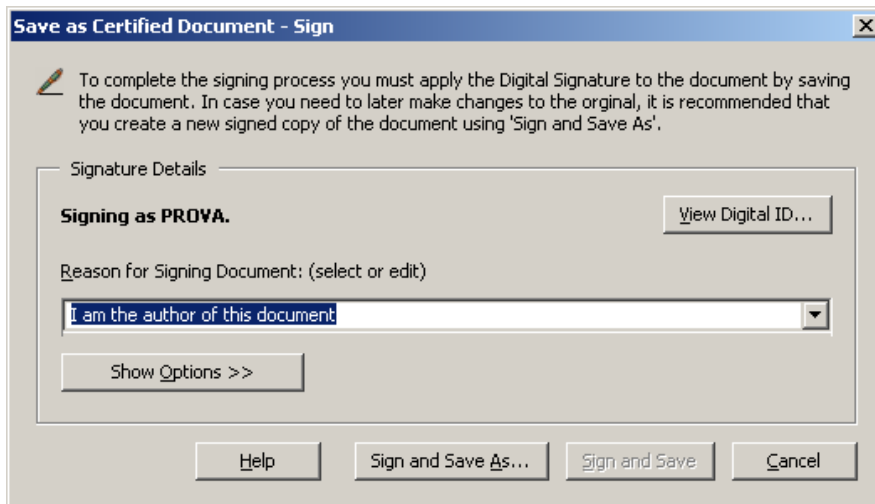 Save as Certified Document - Sign
To complete the signing process you must apply the Digital Signature to the document by saving
the document. In case you need to later make changes to the orginal, it is recommended that
you create a new signed copy of the document using 'Sign and Save As'.
Signature Details
Signing as PROVA.
View Digital ID...
Reason for Signing Document: (select or edit)
I am the author of this document
Show Options >>
Help
Sign and Save As...
Sign and Save
Cancel